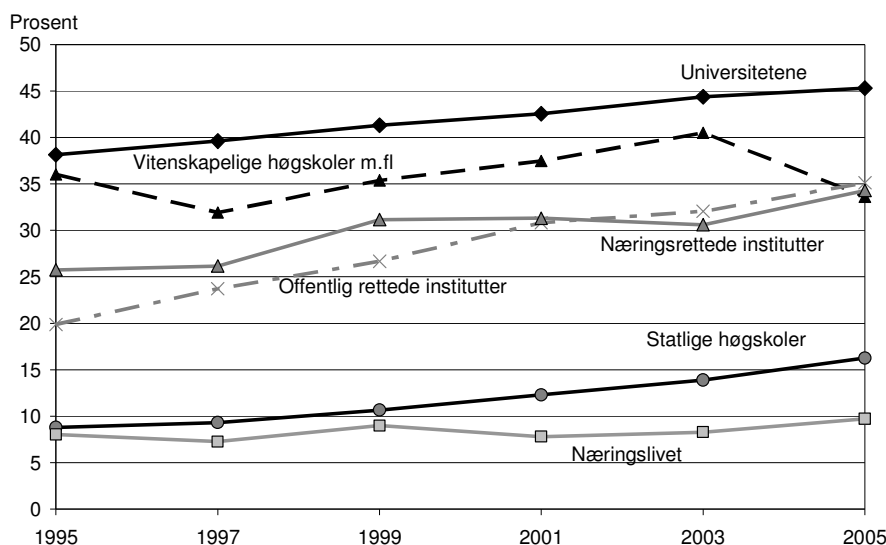 Prosent
50
45
40
35
30
25
20
15
10
5
0
Universitetene
Vitenskapelige høgskoler m.fl
Næringsrettede institutter
Offentlig rettede institutter
Statlige høgskoler
Næringslivet
1995 1997 1999 2001 2003 2005